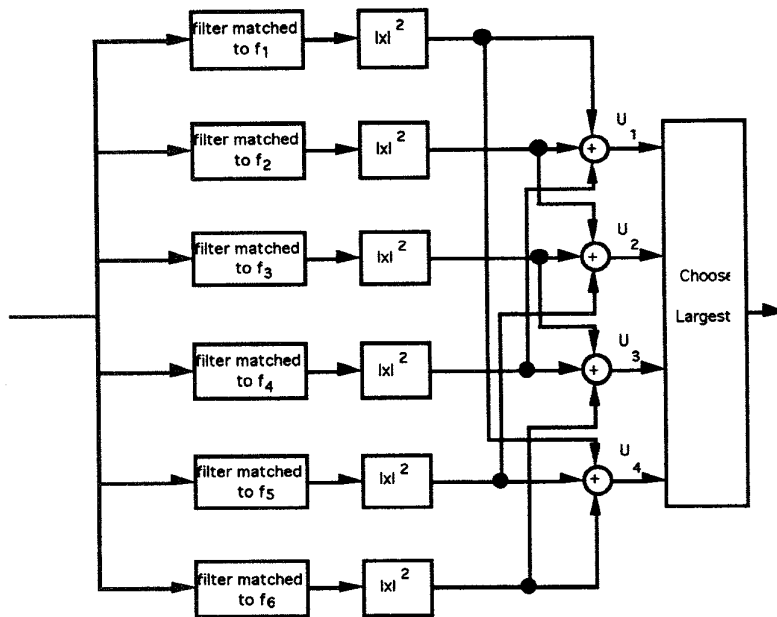 filter matched
to f1
|x| 2
filter matched
to f2
|x| 2
U1
filter matched
to f3
|x| 2
U2
filter matched
to f4
|x| 2
U3
filter matched
to f5
|x| 2
U4
filter matched
to f6
|x| 2
+
+
+
+
Choose
Largest